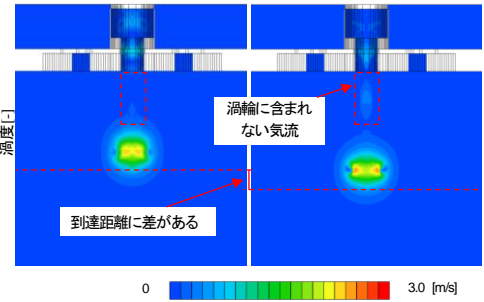 渦輪に含まれ
ない気流
渦度[-]
到達距離に差がある
0
3.0 [m/s]